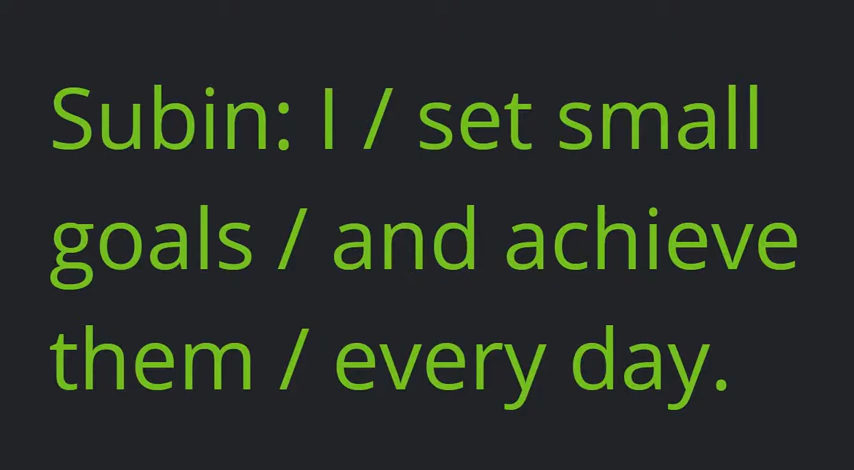 Subin: I / set small
goals / and achieve
them / every day.